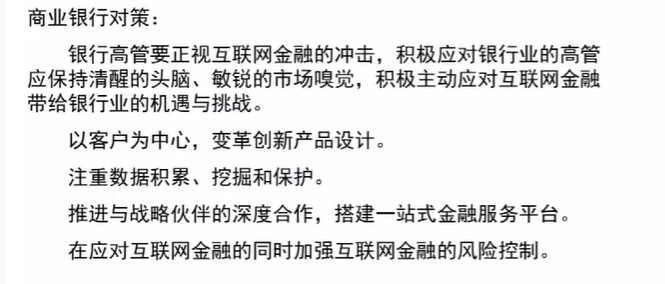 商业银行对策：
银行高管要正视互联网金融的冲击，积极应对银行业的高管
应保持清醒的头脑、敏锐的市场嗅觉，积极主动应对互联网金融
带给银行业的机遇与挑战。
以客户为中心，变革创新产品设计。
注重数据积累、挖掘和保护。
推进与战略伙伴的深度合作，搭建一站式金融服务平台。
在应对互联网金融的同时加强互联网金融的风险控制。